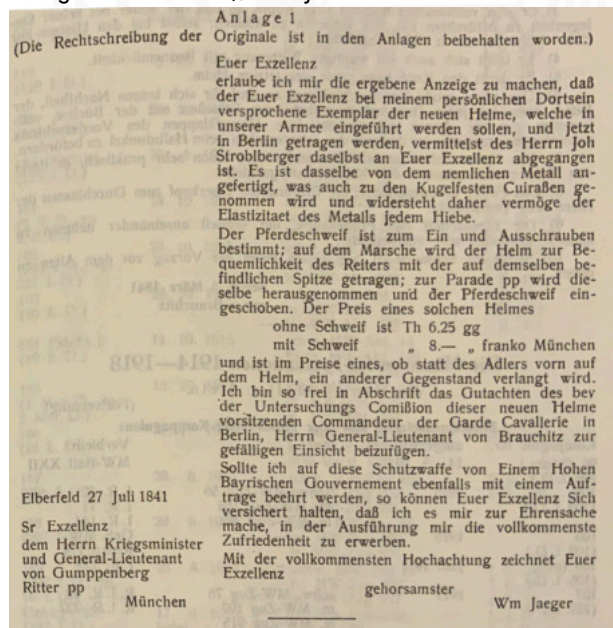 Anlage 1
(Die Rechtschreibung der Originale ist in den Anlagen beibehalten worden.)
Euer Exzellenz
erlaube ich mir die ergebene Anzeige zu machen, daß
der Euer Exzellenz bei meinem persönlichen Dortsein
versprochene Exemplar der neuen Helme, welche in
unserer Armee eingeführt werden sollen, und jetzt
in Berlin getragen werden, vermittelst des Herrn Joh
Stroblberger daselbst an Euer Exzellenz abgegangen
ist. Es ist dasselbe von dem nemlichen Metall an-
gefertigt, was auch zu den Kugelfesten Cuiraßen ge-
nommen wird und widersteht daher vermöge der
Elastizitaet des Metalls jedem Hiebe.
Der Pferdeschweif ist zum Ein und Ausschrauben
bestimmt; auf dem Marsche wird der Helm zur Be-
quemlichkeit des Reiters mit der auf demselben be-
findlichen Spitze getragen; zur Parade pp wird die-
selbe herausgenommen und der Pferdeschweif ein-
geschoben. Der Preis eines solchen Helmes
ohne Schweif ist Th 6.25 gg
mit Schweif „ 8.— „ franko München
und ist im Preise eines, ob statt des Adlers vorn auf
dem Helm, ein anderer Gegenstand verlangt wird.
Ich bin so frei in Abschrift das Gutachten des bey
der Untersuchungs Comißion dieser neuen Helme
vorsitzenden Commandeur der Garde Cavallerie in
Berlin, Herrn General-Lieutenant von Brauchitz zur
gefälligen Einsicht beizufügen.
Sollte ich auf diese Schutzwaffe von Einem Hohen
Bayrischen Gouvernement ebenfalls mit einem Auf-
trage beehrt werden, so können Euer Exzellenz Sich
versichert halten, daß ich es mir zur Ehrensache
mache, in der Ausführung mir die vollkommenste
Zufriedenheit zu erwerben.
Mit der vollkommensten Hochachtung zeichnet Euer
Exzellenz
gehorsamster
Wm Jaeger
Elberfeld 27 Juli 1841
Sr Exzellenz
dem Herrn Kriegsminister
und General-Lieutenant
von Gumppenberg
Ritter pp
München